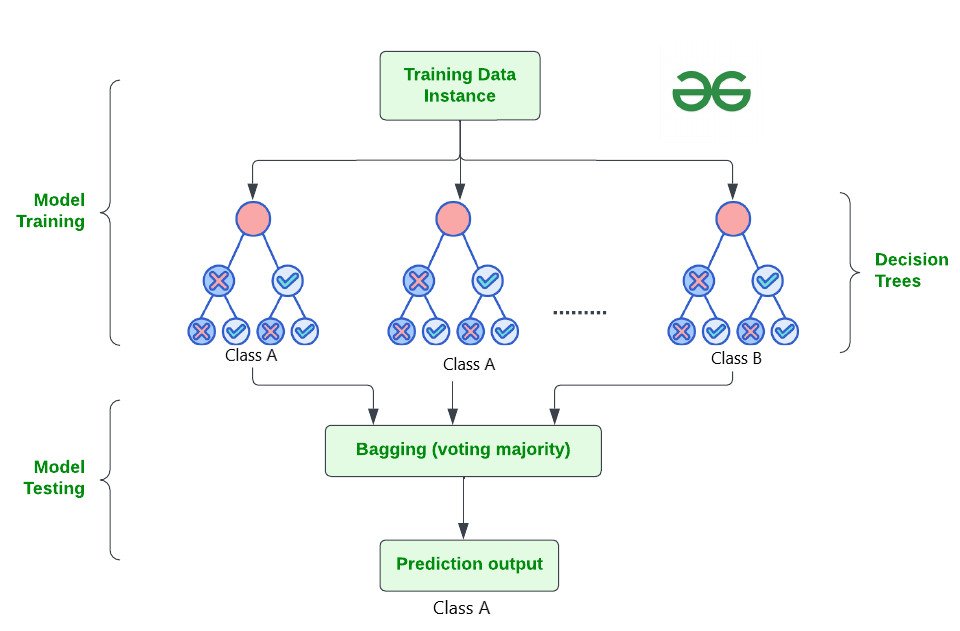 Training Data
Instance
Model
Training
Decision
Trees
Class A
Class A
Class B
Bagging (voting majority)
Model
Testing
Prediction output
Class A